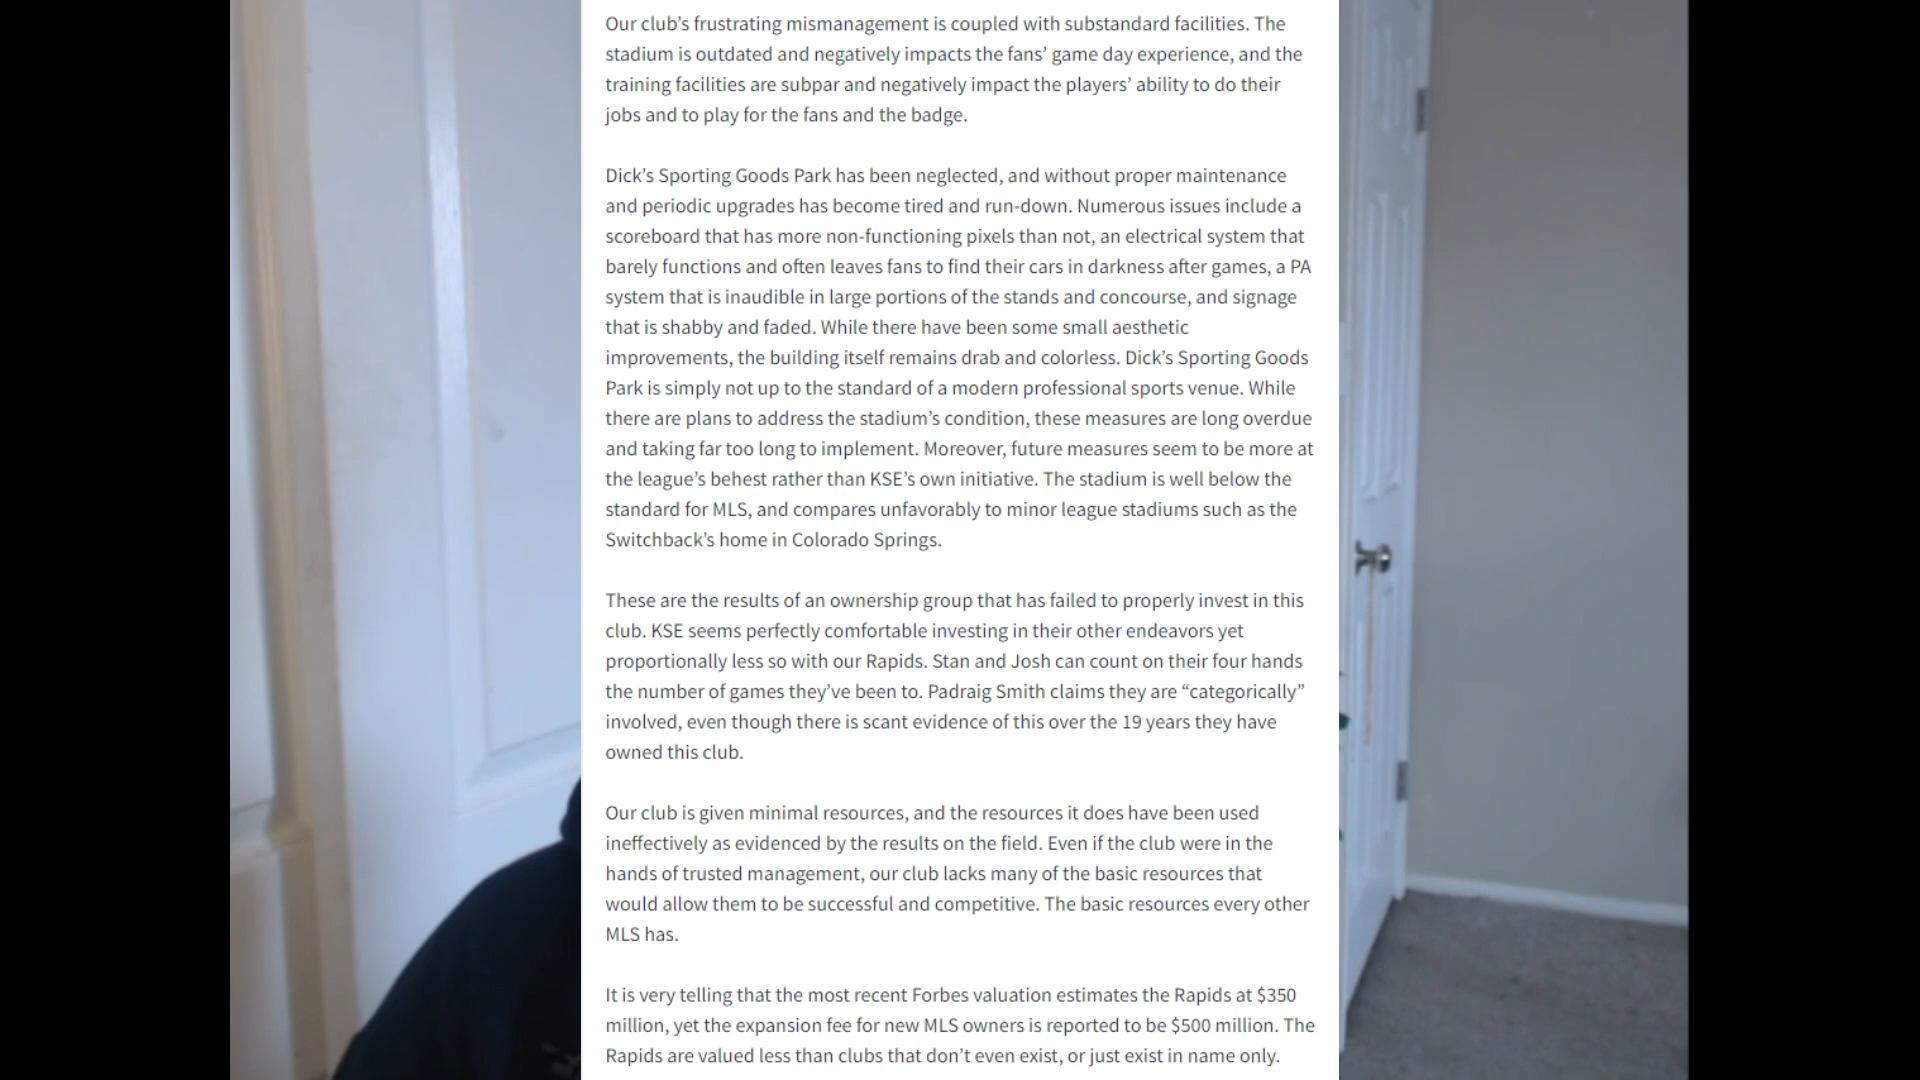 Our club’s frustrating mismanagement is coupled with substandard facilities. The
stadium is outdated and negatively impacts the fans’ game day experience, and the
training facilities are subpar and negatively impact the players’ ability to do their
jobs and to play for the fans and the badge.
Dick’s Sporting Goods Park has been neglected, and without proper maintenance
and periodic upgrades has become tired and run-down. Numerous issues include a
scoreboard that has more non-functioning pixels than not, an electrical system that
barely functions and often leaves fans to find their cars in darkness after games, a PA
system that is inaudible in large portions of the stands and concourse, and signage
that is shabby and faded. While there have been some small aesthetic
improvements, the building itself remains drab and colorless. Dick’s Sporting Goods
Park is simply not up to the standard of a modern professional sports venue. While
there are plans to address the stadium’s condition, these measures are long overdue
and taking far too long to implement. Moreover, future measures seem to be more at
the league’s behest rather than KSE’s own initiative. The stadium is well below the
standard for MLS, and compares unfavorably to minor league stadiums such as the
Switchback’s home in Colorado Springs.
These are the results of an ownership group that has failed to properly invest in this
club. KSE seems perfectly comfortable investing in their other endeavors yet
proportionally less so with our Rapids. Stan and Josh can count on their four hands
the number of games they’ve been to. Padraig Smith claims they are “categorically”
involved, even though there is scant evidence of this over the 19 years they have
owned this club.
Our club is given minimal resources, and the resources it does have been used
ineffectively as evidenced by the results on the field. Even if the club were in the
hands of trusted management, our club lacks many of the basic resources that
would allow them to be successful and competitive. The basic resources every other
MLS has.
It is very telling that the most recent Forbes valuation estimates the Rapids at $350
million, yet the expansion fee for new MLS owners is reported to be $500 million. The
Rapids are valued less than clubs that don’t even exist, or just exist in name only.